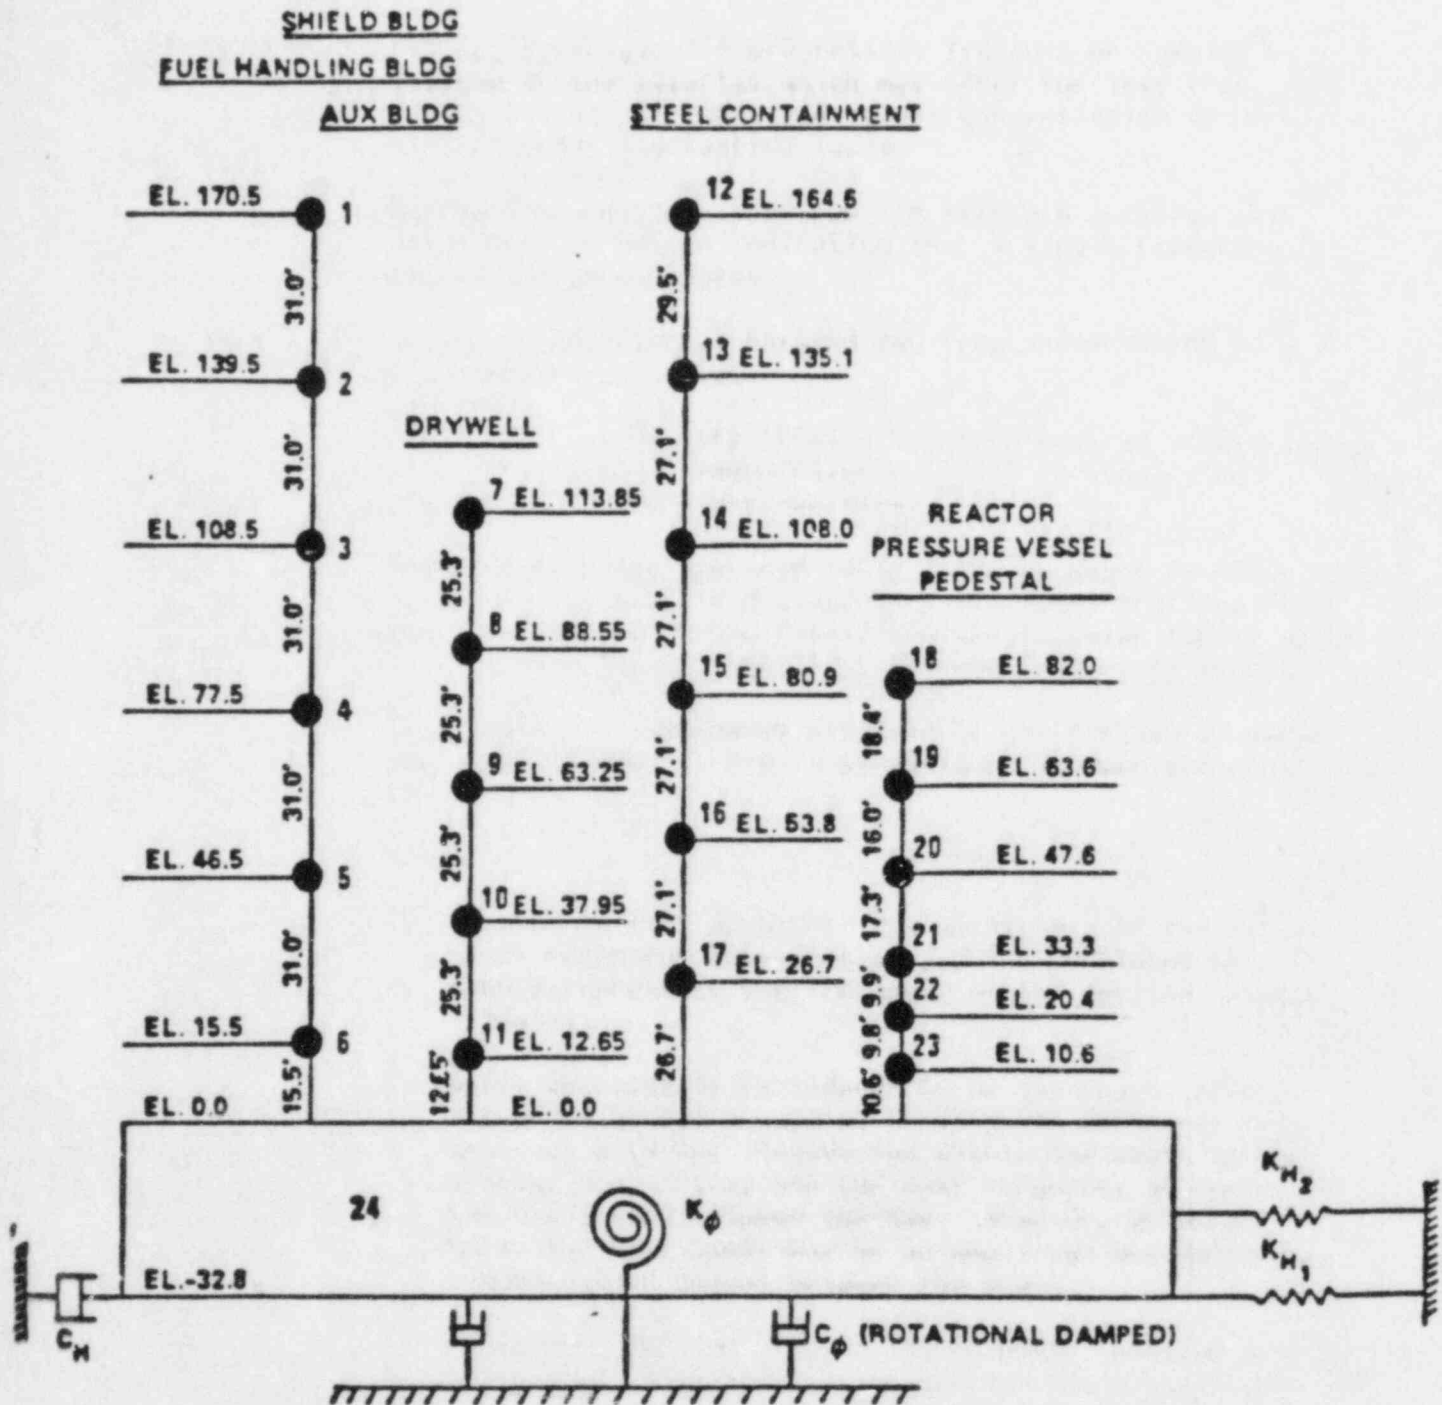 SHIELD BLDG
FUEL HANDLING BLDG
AUX BLDG
STEEL CONTAINMENT
EL. 170.5 1
12 EL. 164.6
31.0'
29.5'
EL. 139.5 2
13 EL. 135.1
31.0'
27.1'
DRYWELL
7 EL. 113.85
EL. 108.5 3
14 EL. 108.0
REACTOR
PRESSURE VESSEL
PEDESTAL
31.0'
25.3'
27.1'
8 EL. 88.55
15 EL. 80.9
18 EL. 82.0
EL. 77.5 4
25.3'
27.1'
18.4'
9 EL. 63.25
19 EL. 63.6
31.0'
25.3'
16 EL. 53.8
16.0'
20 EL. 47.6
EL. 46.5 5
10 EL. 37.95
27.1'
17.3'
21 EL. 33.3
31.0'
25.3'
17 EL. 26.7
9.9'
22 EL. 20.4
EL. 15.5 6
11 EL. 12.65
26.7'
9.8'
23 EL. 10.6
15.5'
10.6'
EL. 0.0
EL. 0.0
24
Kϕ
KH2
KH1
EL.-32.8
CH
Cϕ (ROTATIONAL DAMPED)